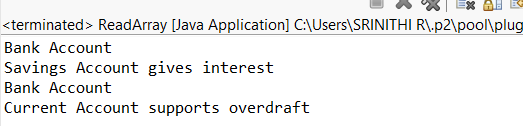 <terminated> ReadArray [Java Application] C:\Users\SRINITHI R\.p2\pool\plug
Bank Account
Savings Account gives interest
Bank Account
Current Account supports overdraft